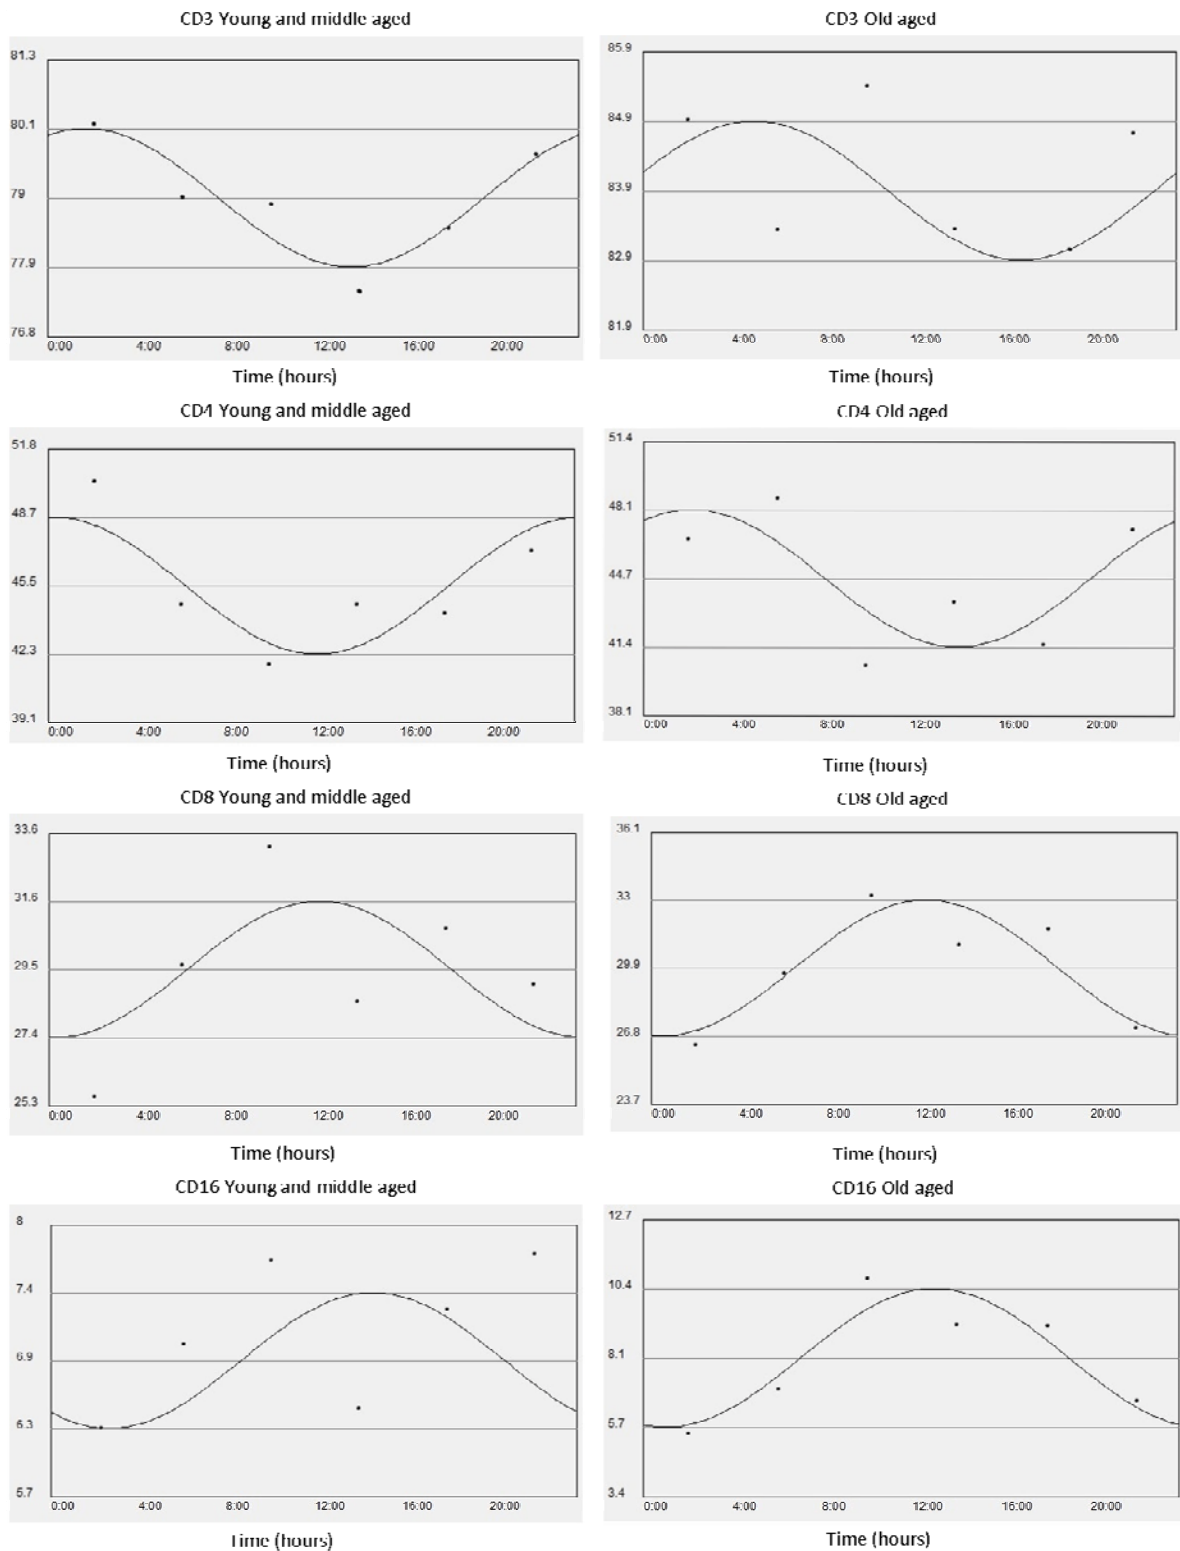 CD3 Young and middle aged
81.3
80.1
79
77.9
76.8
0:00 4:00 8:00 12:00 16:00 20:00
Time (hours)
CD3 Old aged
85.9
84.9
83.9
82.9
81.9
0:00 4:00 8:00 12:00 16:00 20:00
Time (hours)
CD4 Young and middle aged
51.8
48.7
45.5
42.3
39.1
0:00 4:00 8:00 12:00 16:00 20:00
Time (hours)
CD4 Old aged
51.4
48.1
44.7
41.4
38.1
0:00 4:00 8:00 12:00 16:00 20:00
Time (hours)
CD8 Young and middle aged
33.6
31.6
29.5
27.4
25.3
0:00 4:00 8:00 12:00 16:00 20:00
Time (hours)
CD8 Old aged
36.1
33
29.9
26.8
23.7
0:00 4:00 8:00 12:00 16:00 20:00
Time (hours)
CD16 Young and middle aged
8
7.4
6.9
6.3
5.7
0:00 4:00 8:00 12:00 16:00 20:00
Time (hours)
CD16 Old aged
12.7
10.4
8.1
5.7
3.4
0:00 4:00 8:00 12:00 16:00 20:00
Time (hours)